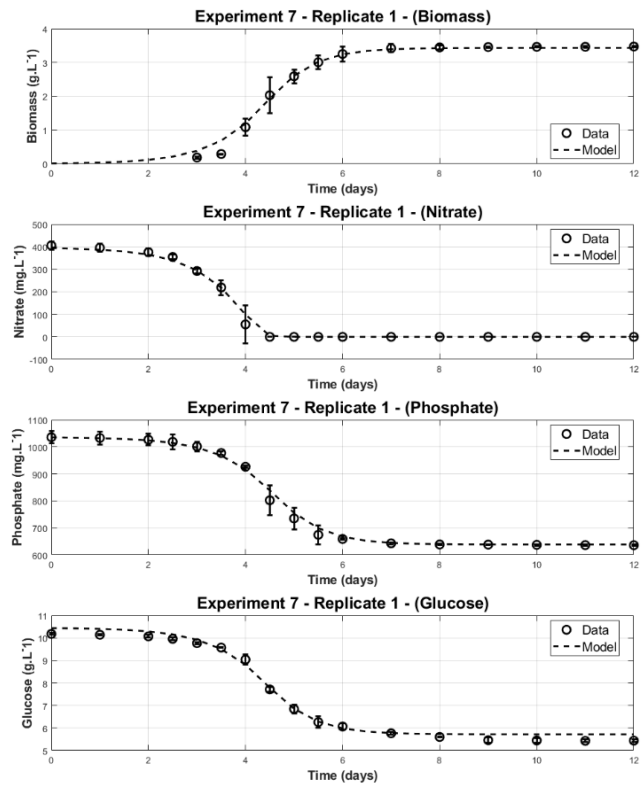 Experiment 7 - Replicate 1 - (Biomass)
4
3
2
1
0
Biomass (g.L^-1)
Data
Model
0 2 4 6 8 10 12
Time (days)
Experiment 7 - Replicate 1 - (Nitrate)
500
400
300
200
100
0
-100
Nitrate (mg.L^-1)
Data
Model
0 2 4 6 8 10 12
Time (days)
Experiment 7 - Replicate 1 - (Phosphate)
1100
1000
900
800
700
600
Phosphate (mg.L^-1)
Data
Model
0 2 4 6 8 10 12
Time (days)
Experiment 7 - Replicate 1 - (Glucose)
11
10
9
8
7
6
5
Glucose (g.L^-1)
Data
Model
0 2 4 6 8 10 12
Time (days)